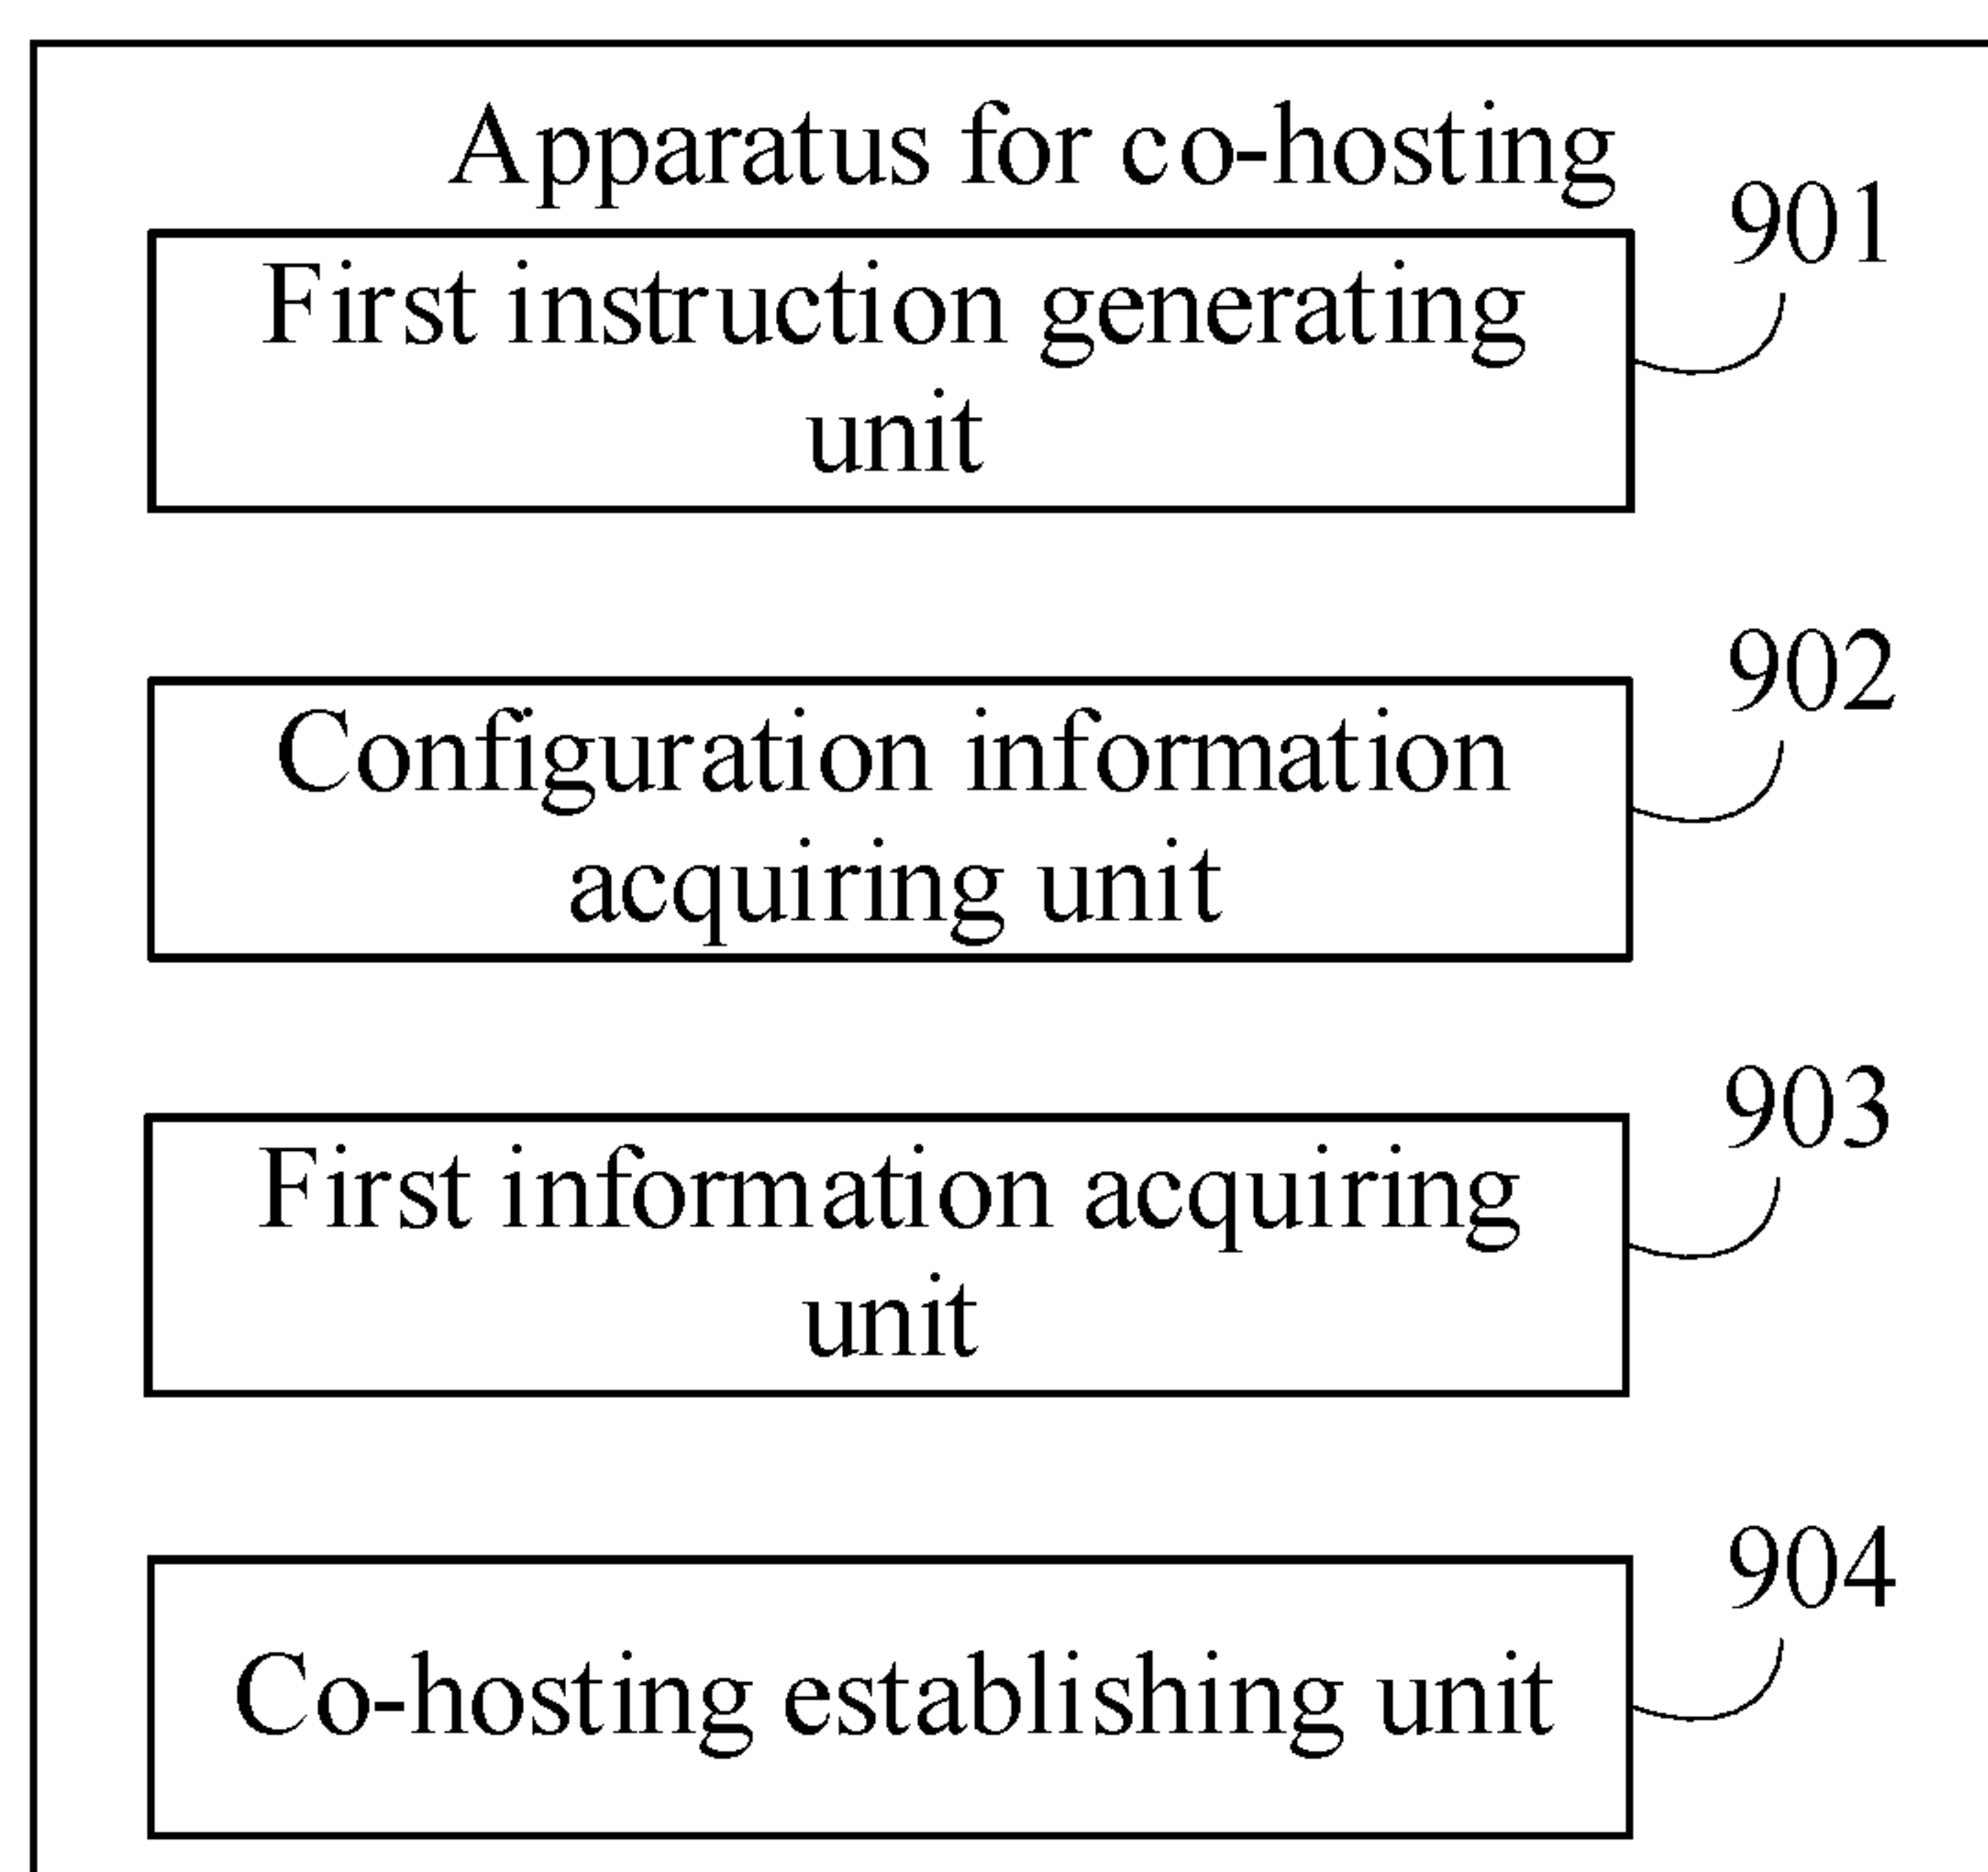 Apparatus for co-hosting
901
First instruction generating
unit
902
Configuration information
acquiring unit
903
First information acquiring
unit
904
Co-hosting establishing unit